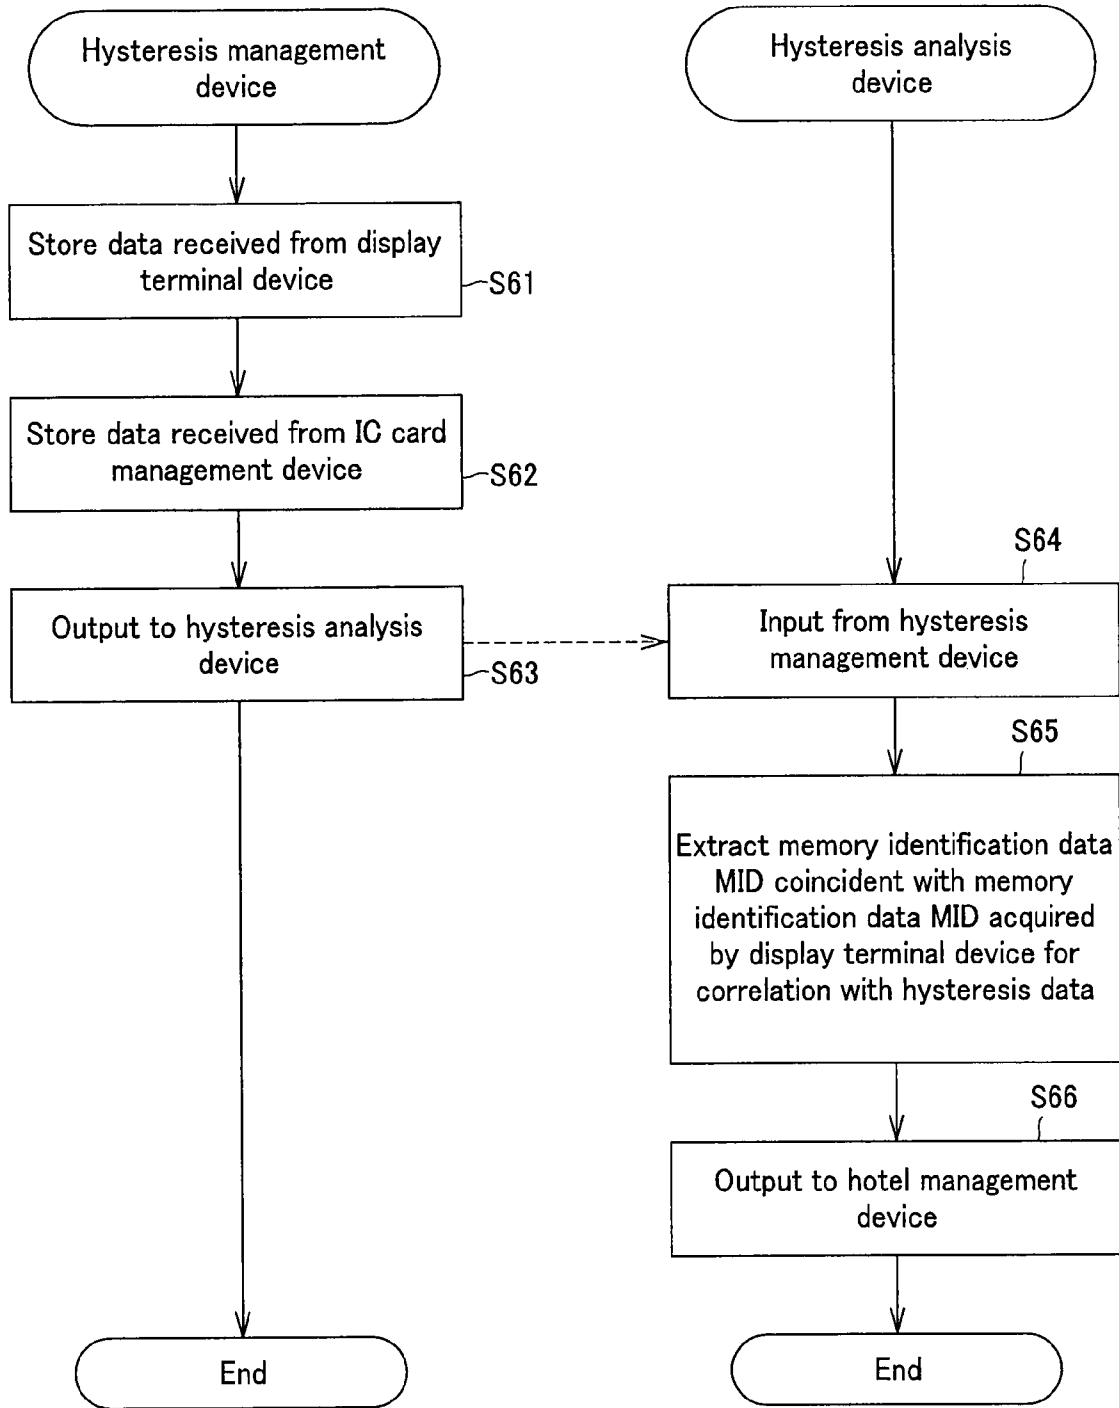 Hysteresis management
device
Store data received from display
terminal device
S61
Store data received from IC card
management device
S62
Output to hysteresis analysis
device
S63
End
Hysteresis analysis
device
S64
Input from hysteresis
management device
S65
Extract memory identification data
MID coincident with memory
identification data MID acquired
by display terminal device for
correlation with hysteresis data
S66
Output to hotel management
device
End